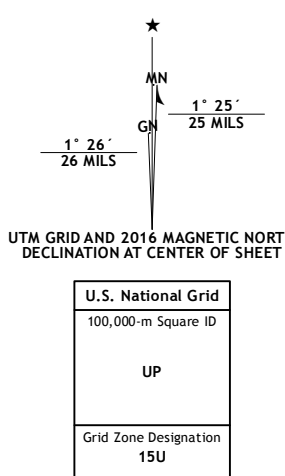 ★
MN
1° 25´
25 MILS
GN
1° 26´
26 MILS
UTM GRID AND 2016 MAGNETIC NORT
DECLINATION AT CENTER OF SHEET
U.S. National Grid
100,000-m Square ID
UP
Grid Zone Designation
15U